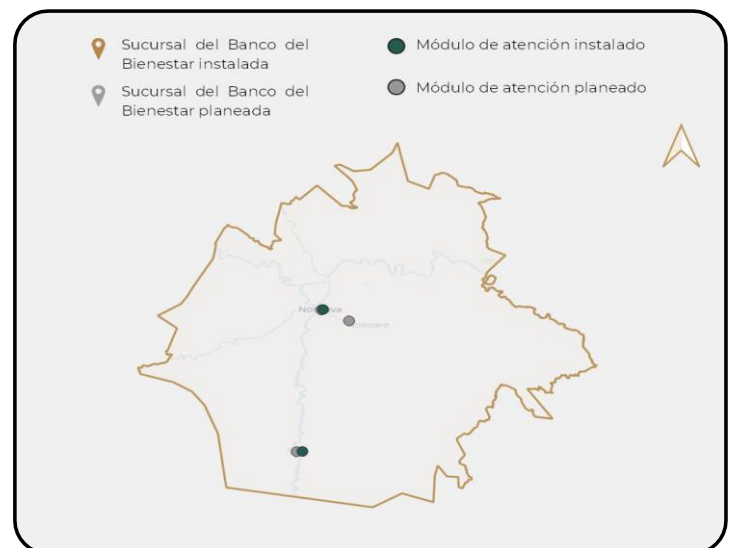 Sucursal del Banco del
Bienestar instalada
Sucursal del Banco del
Bienestar planeada
Módulo de atención instalado
Módulo de atención planeado